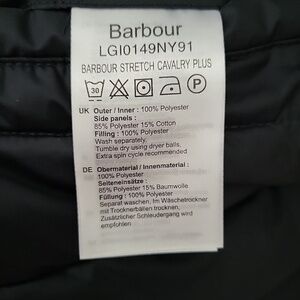 Barbour
LGI0149NY91
BARBOUR STRETCH CAVALRY PLUS
30 P
UK Outer / Inner : 100% Polyester
Side panels :
85% Polyester 15% Cotton
Filling : 100% Polyester
Wash separately.
Tumble dry using dryer balls.
Extra spin cycle recommended
DE Obermaterial / Innenmaterial :
100% Polyester
Seiteneinsätze :
85% Polyester 15% Baumwolle
Füllung : 100% Polyester
Separat waschen. Im Wäschetrockner
mit Trocknerbällen trocknen.
Zusätzlicher Schleudergang wird
empfohlen